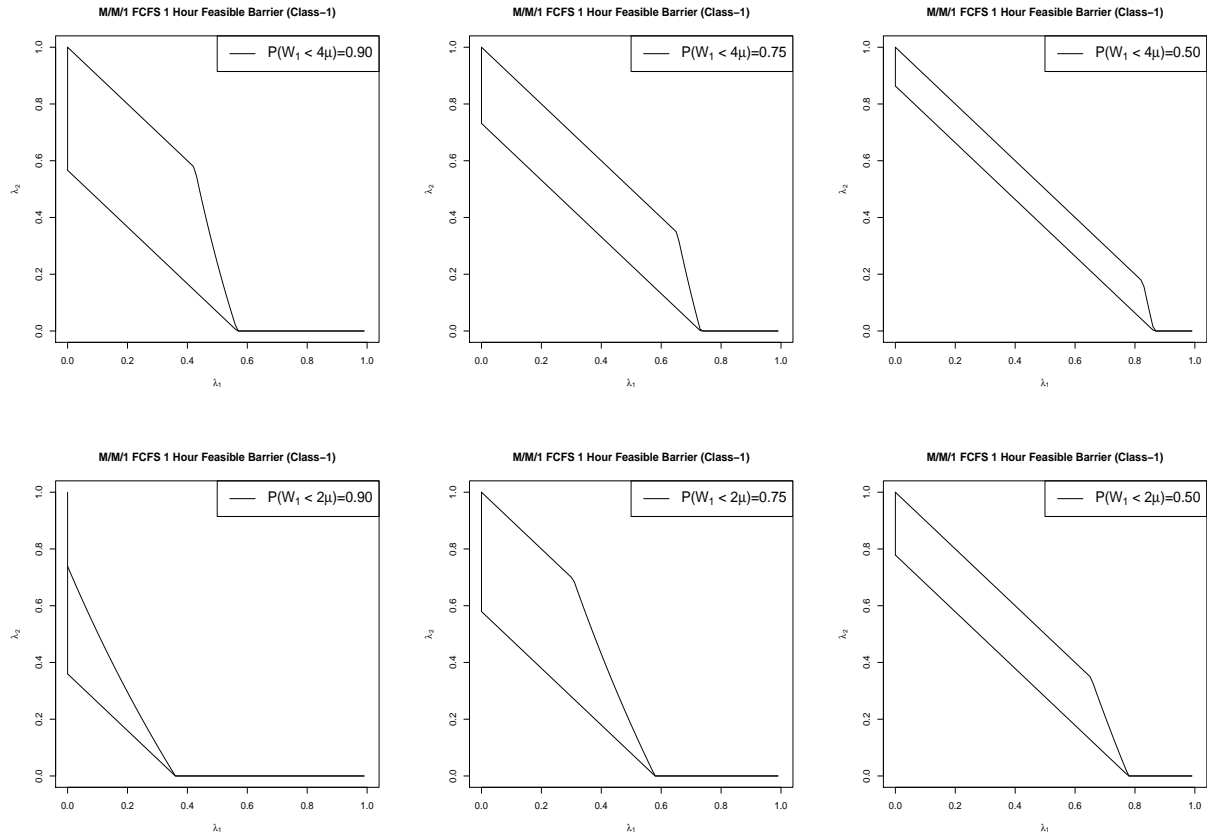 M/M/1 FCFS 1 Hour Feasible Barrier (Class−1)
P(W₁ < 4μ)=0.90
λ₂
1.0
0.8
0.6
0.4
0.2
0.0
0.0 0.2 0.4 0.6 0.8 1.0
λ₁
M/M/1 FCFS 1 Hour Feasible Barrier (Class−1)
P(W₁ < 4μ)=0.75
λ₂
1.0
0.8
0.6
0.4
0.2
0.0
0.0 0.2 0.4 0.6 0.8 1.0
λ₁
M/M/1 FCFS 1 Hour Feasible Barrier (Class−1)
P(W₁ < 4μ)=0.50
λ₂
1.0
0.8
0.6
0.4
0.2
0.0
0.0 0.2 0.4 0.6 0.8 1.0
λ₁
M/M/1 FCFS 1 Hour Feasible Barrier (Class−1)
P(W₁ < 2μ)=0.90
λ₂
1.0
0.8
0.6
0.4
0.2
0.0
0.0 0.2 0.4 0.6 0.8 1.0
λ₁
M/M/1 FCFS 1 Hour Feasible Barrier (Class−1)
P(W₁ < 2μ)=0.75
λ₂
1.0
0.8
0.6
0.4
0.2
0.0
0.0 0.2 0.4 0.6 0.8 1.0
λ₁
M/M/1 FCFS 1 Hour Feasible Barrier (Class−1)
P(W₁ < 2μ)=0.50
λ₂
1.0
0.8
0.6
0.4
0.2
0.0
0.0 0.2 0.4 0.6 0.8 1.0
λ₁